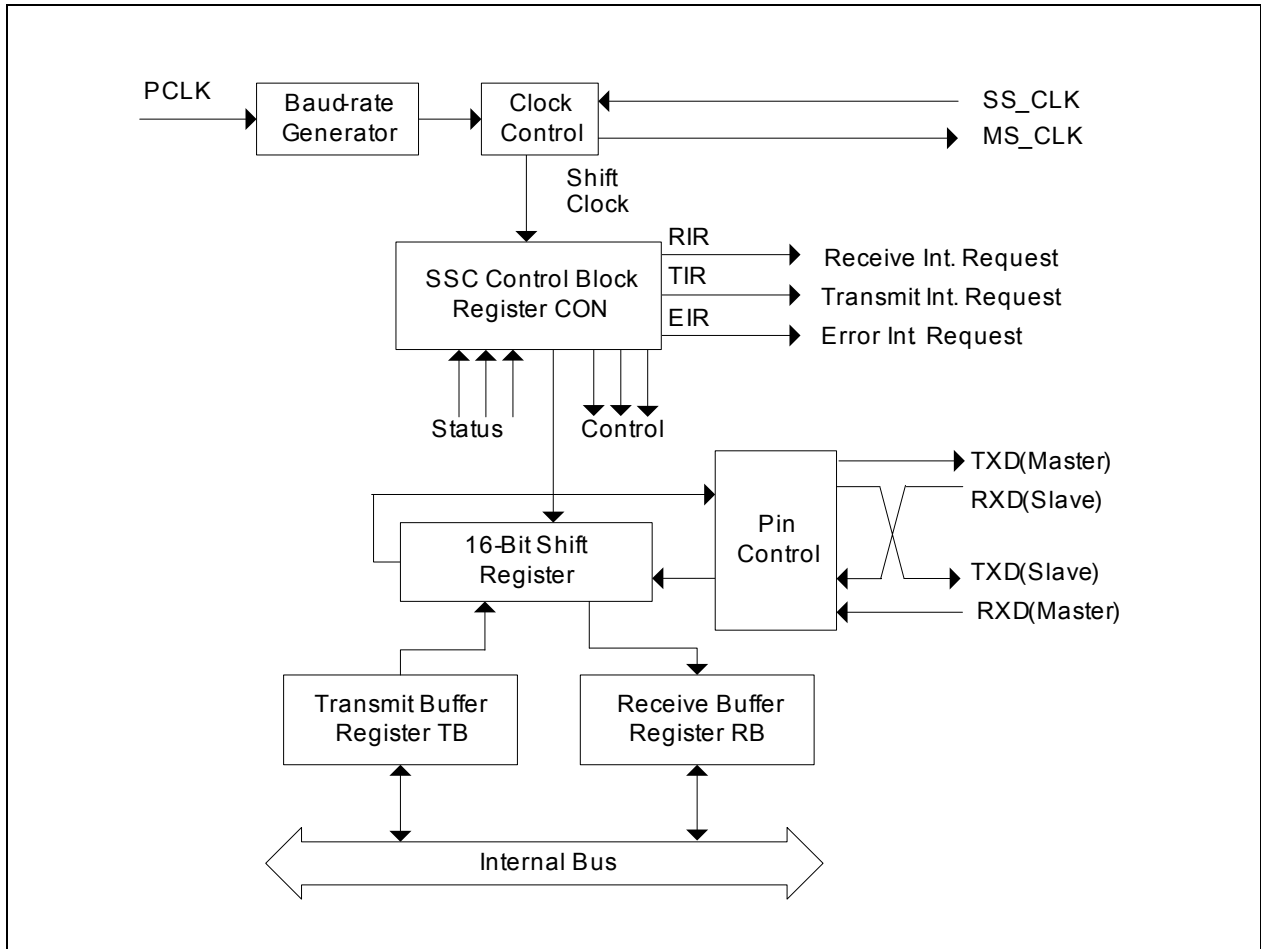 PCLK
Baud-rate
Generator
Clock
Control
SS_CLK
MS_CLK
Shift
Clock
SSC Control Block
Register CON
RIR
TIR
EIR
Receive Int. Request
Transmit Int. Request
Error Int. Request
Status
Control
16-Bit Shift
Register
Pin
Control
TXD(Master)
RXD(Slave)
TXD(Slave)
RXD(Master)
Transmit Buffer
Register TB
Receive Buffer
Register RB
Internal Bus